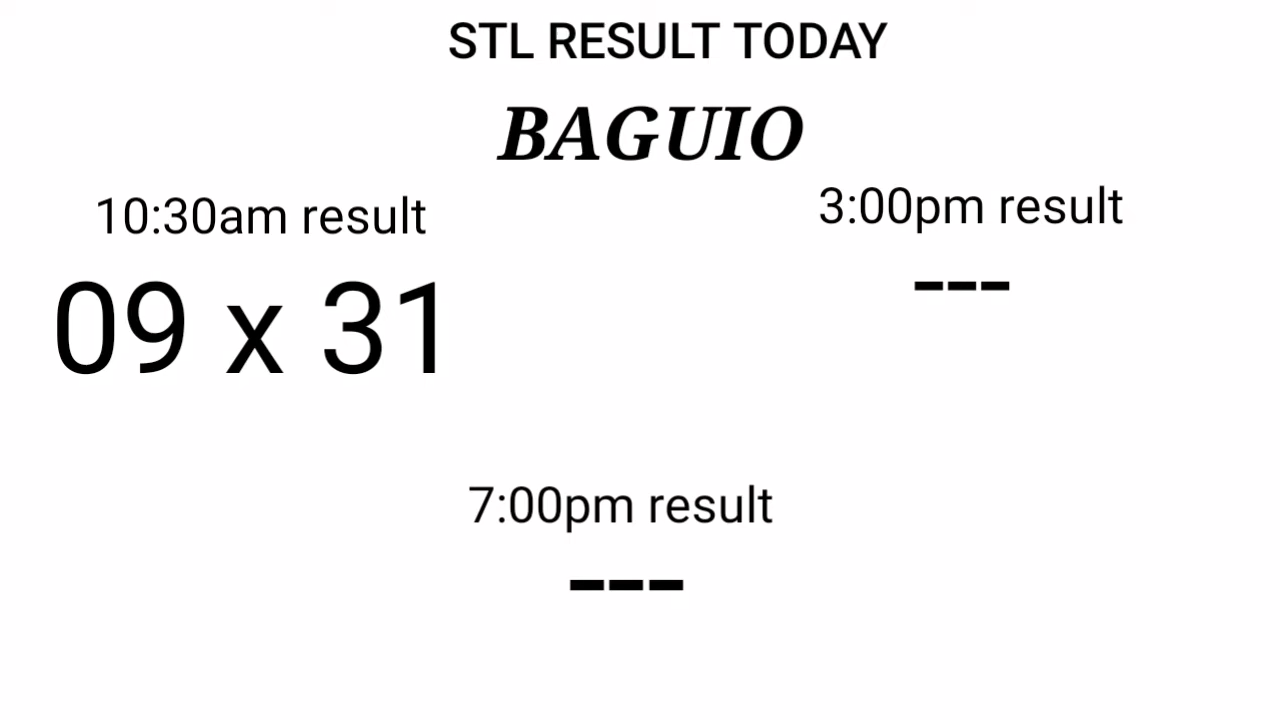 STL RESULT TODAY
BAGUIO
10:30am result
09 x 31
3:00pm result
---
7:00pm result
---